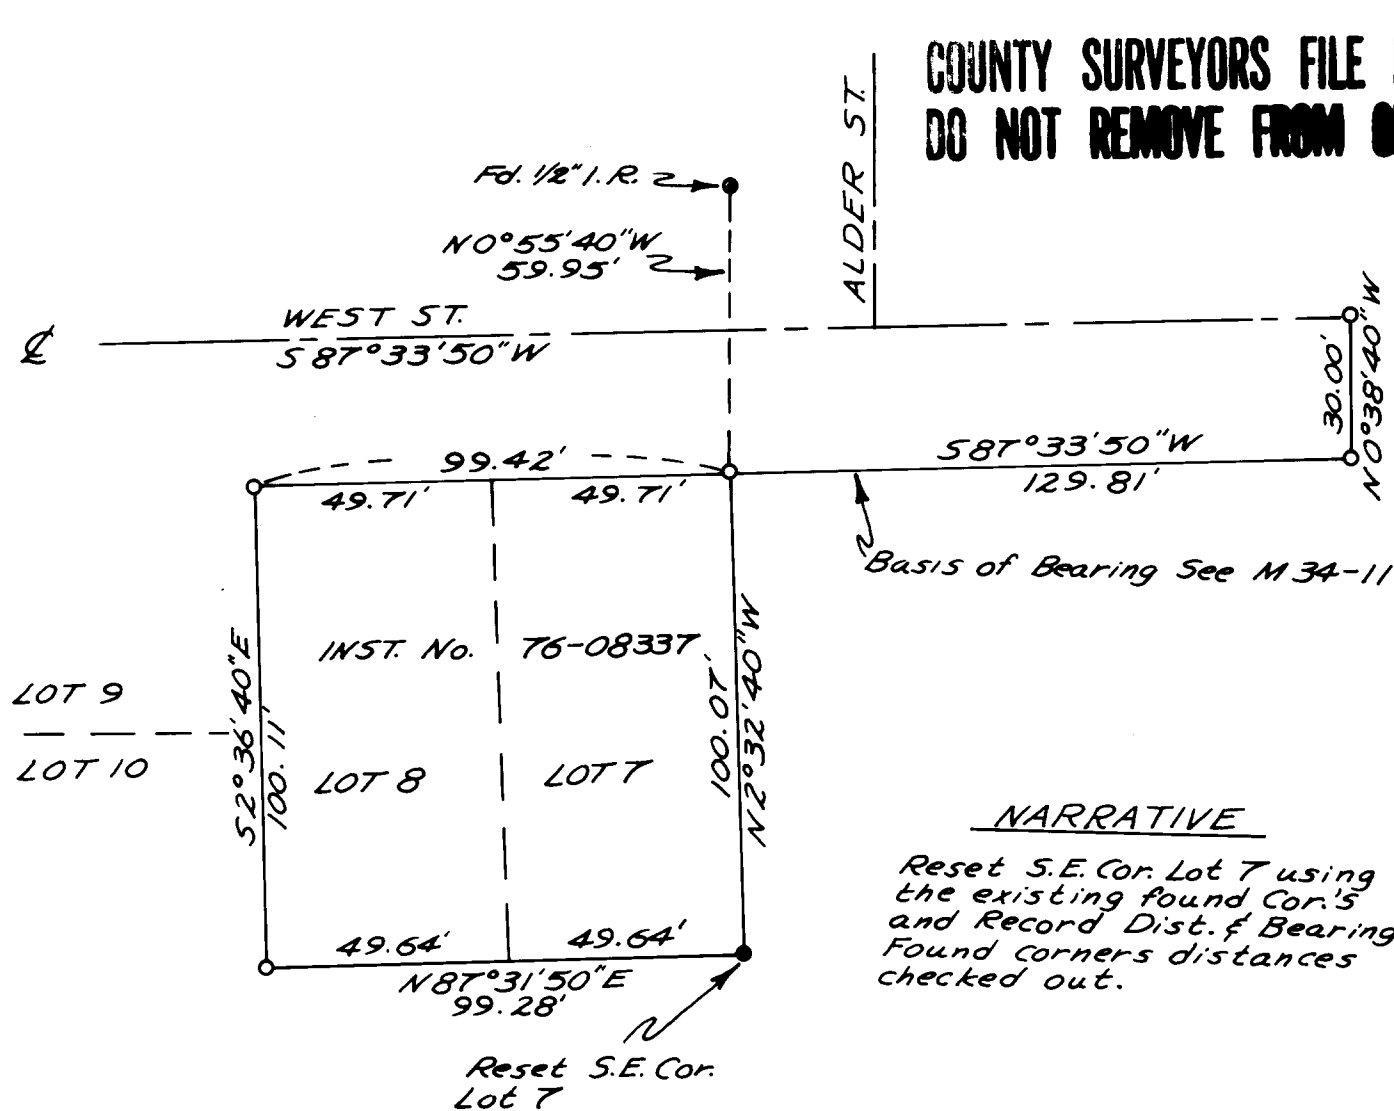 COUNTY SURVEYORS FILE
DO NOT REMOVE FROM
ALDER ST.
Fd. 1/2" I.R.
N0°55'40"W
59.95'
WEST ST.
S87°33'50"W
℄
30.00'
N0°38'40"W
99.42'
S87°33'50"W
129.81'
49.71'
49.71'
Basis of Bearing See M34-11
INST. No. 76-08337
S2°36'40"E
100.11'
100.07'
N2°32'40"W
LOT 9
LOT 10
LOT 8
LOT 7
NARRATIVE
Reset S.E. Cor. Lot 7 using
the existing found Cor.'s
and Record Dist. & Bearing
Found corners distances
checked out.
49.64'
49.64'
N87°31'50"E
99.28'
Reset S.E. Cor.
Lot 7